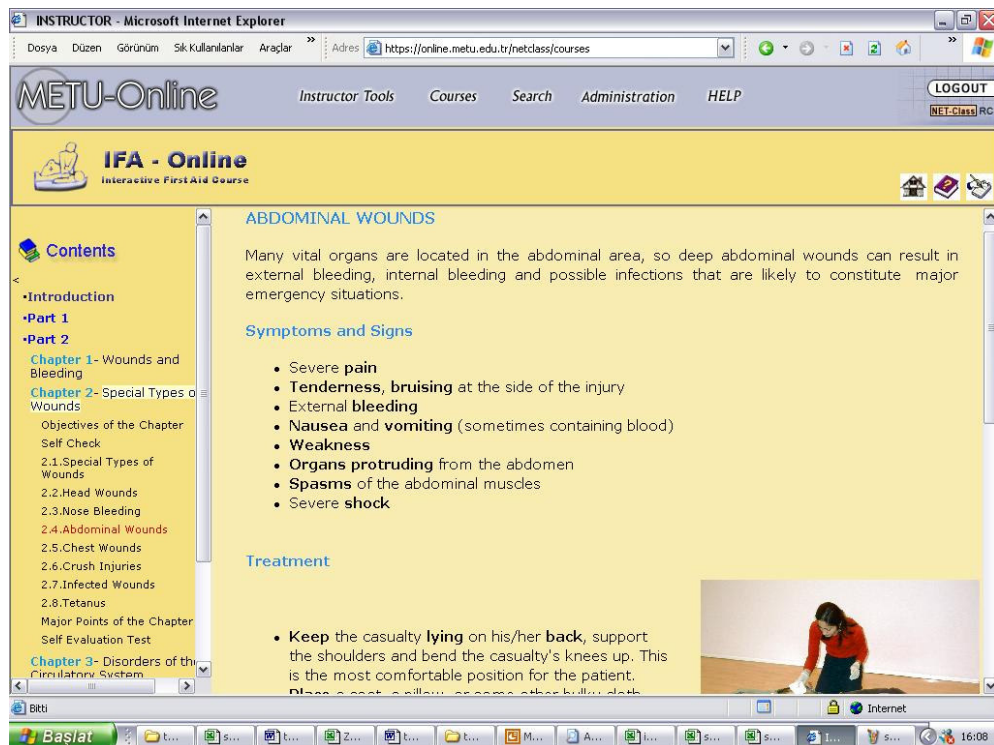 INSTRUCTOR - Microsoft Internet Explorer
Dosya Düzen Görünüm Sık Kullanılanlar Araçlar » Adres https://online.metu.edu.tr/netclass/courses »
METU-Online Instructor Tools Courses Search Administration HELP LOGOUT
NET-Class RC
IFA - Online
Interactive First Aid Course
Contents
<
•Introduction
•Part 1
•Part 2
Chapter 1- Wounds and
Bleeding
Chapter 2- Special Types o
Wounds
Objectives of the Chapter
Self Check
2.1.Special Types of
Wounds
2.2.Head Wounds
2.3.Nose Bleeding
2.4.Abdominal Wounds
2.5.Chest Wounds
2.6.Crush Injuries
2.7.Infected Wounds
2.8.Tetanus
Major Points of the Chapter
Self Evaluation Test
Chapter 3- Disorders of the
Circulatory System
ABDOMINAL WOUNDS
Many vital organs are located in the abdominal area, so deep abdominal wounds can result in
external bleeding, internal bleeding and possible infections that are likely to constitute major
emergency situations.
Symptoms and Signs
• Severe pain
• Tenderness, bruising at the side of the injury
• External bleeding
• Nausea and vomiting (sometimes containing blood)
• Weakness
• Organs protruding from the abdomen
• Spasms of the abdominal muscles
• Severe shock
Treatment
• Keep the casualty lying on his/her back, support
the shoulders and bend the casualty's knees up. This
is the most comfortable position for the patient.
Place a coat, a pillow, or some other bulky cloth
Bitti Internet
Başlat t... s... t... Z... t... t... M... A... i... s... s... I... s... 16:08